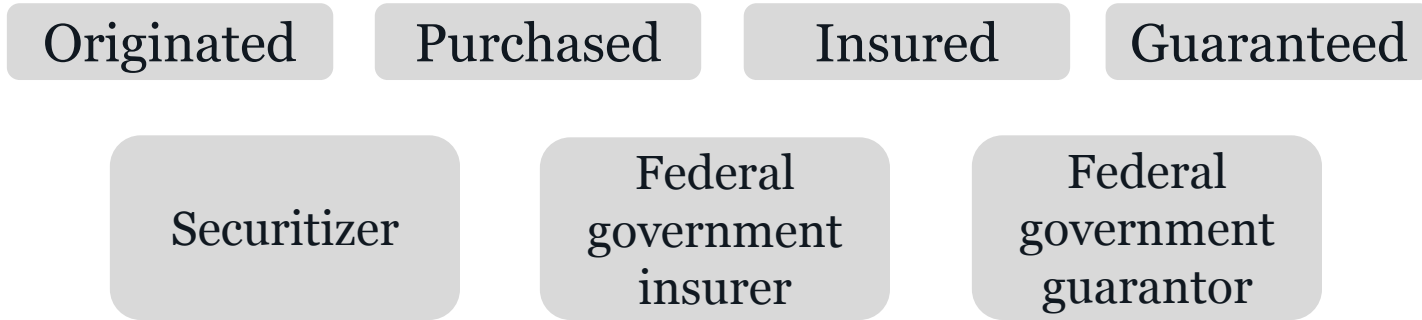 Originated
Purchased
Insured
Guaranteed
Securitizer
Federal
government
insurer
Federal
government
guarantor